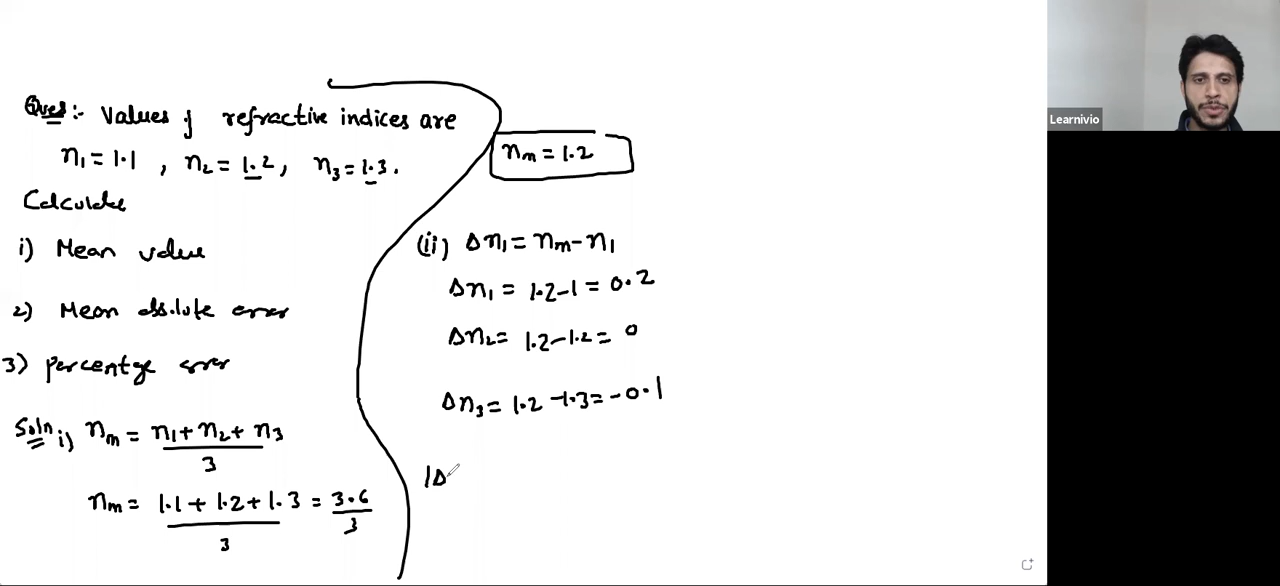 Ques:- Values of refractive indices are
n₁ = 1.1 , n₂ = 1.2, n₃ = 1.3.
Calculate
i) Mean value
2) Mean absolute error
3) percentge error
Soln i) nₘ = n₁ + n₂ + n₃
3
nₘ = 1.1 + 1.2 + 1.3 = 3.6
3 3
nₘ = 1.2
(ii) Δn₁ = nₘ - n₁
Δn₁ = 1.2 - 1 = 0.2
Δn₂ = 1.2 - 1.2 = 0
Δn₃ = 1.2 - 1.3 = -0.1
|Δ
Learnivio